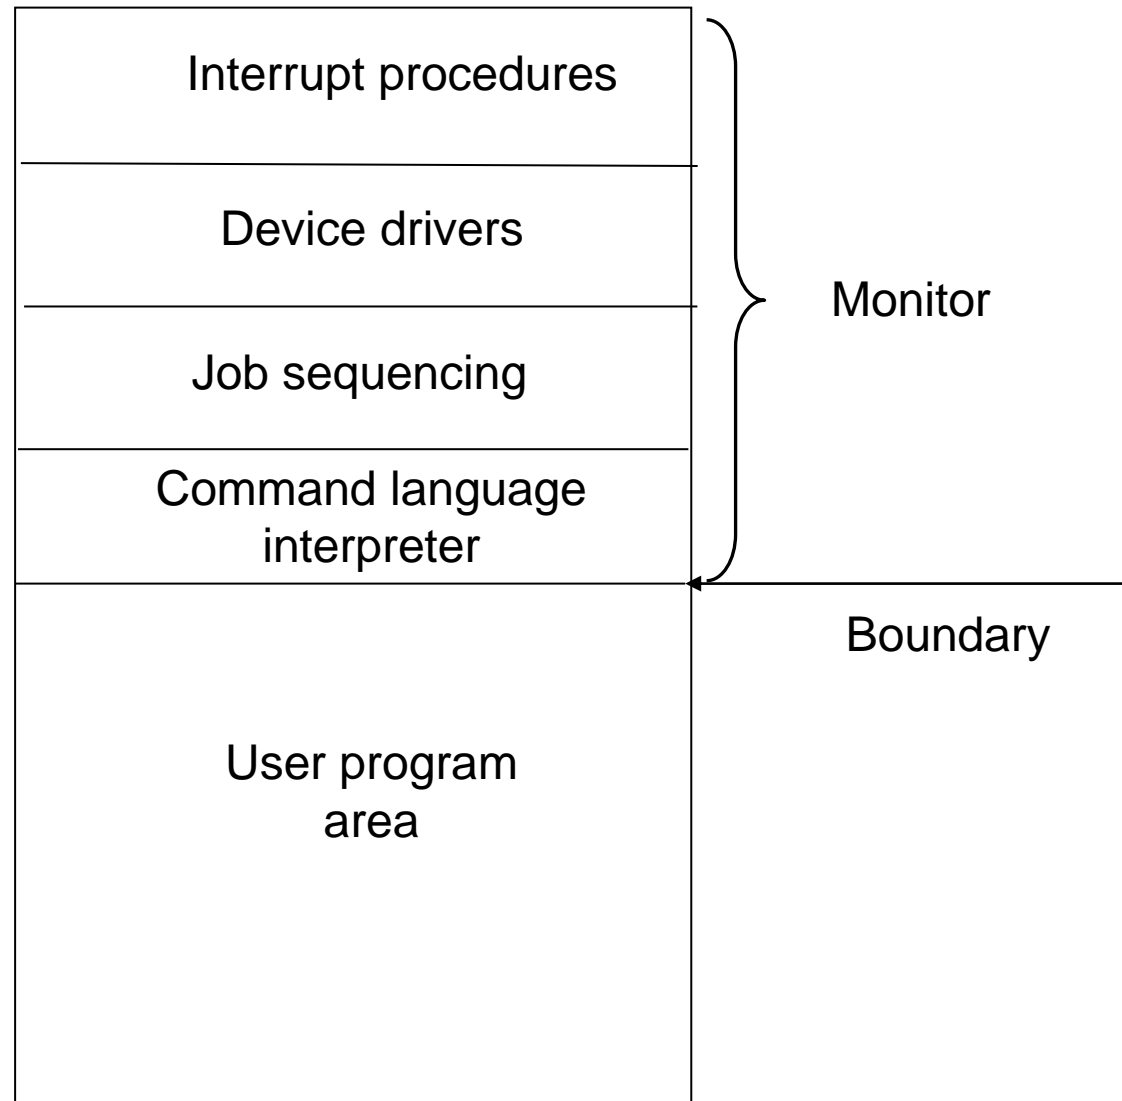 Interrupt procedures
Device drivers
Monitor
Job sequencing
Command language
interpreter
Boundary
User program
area